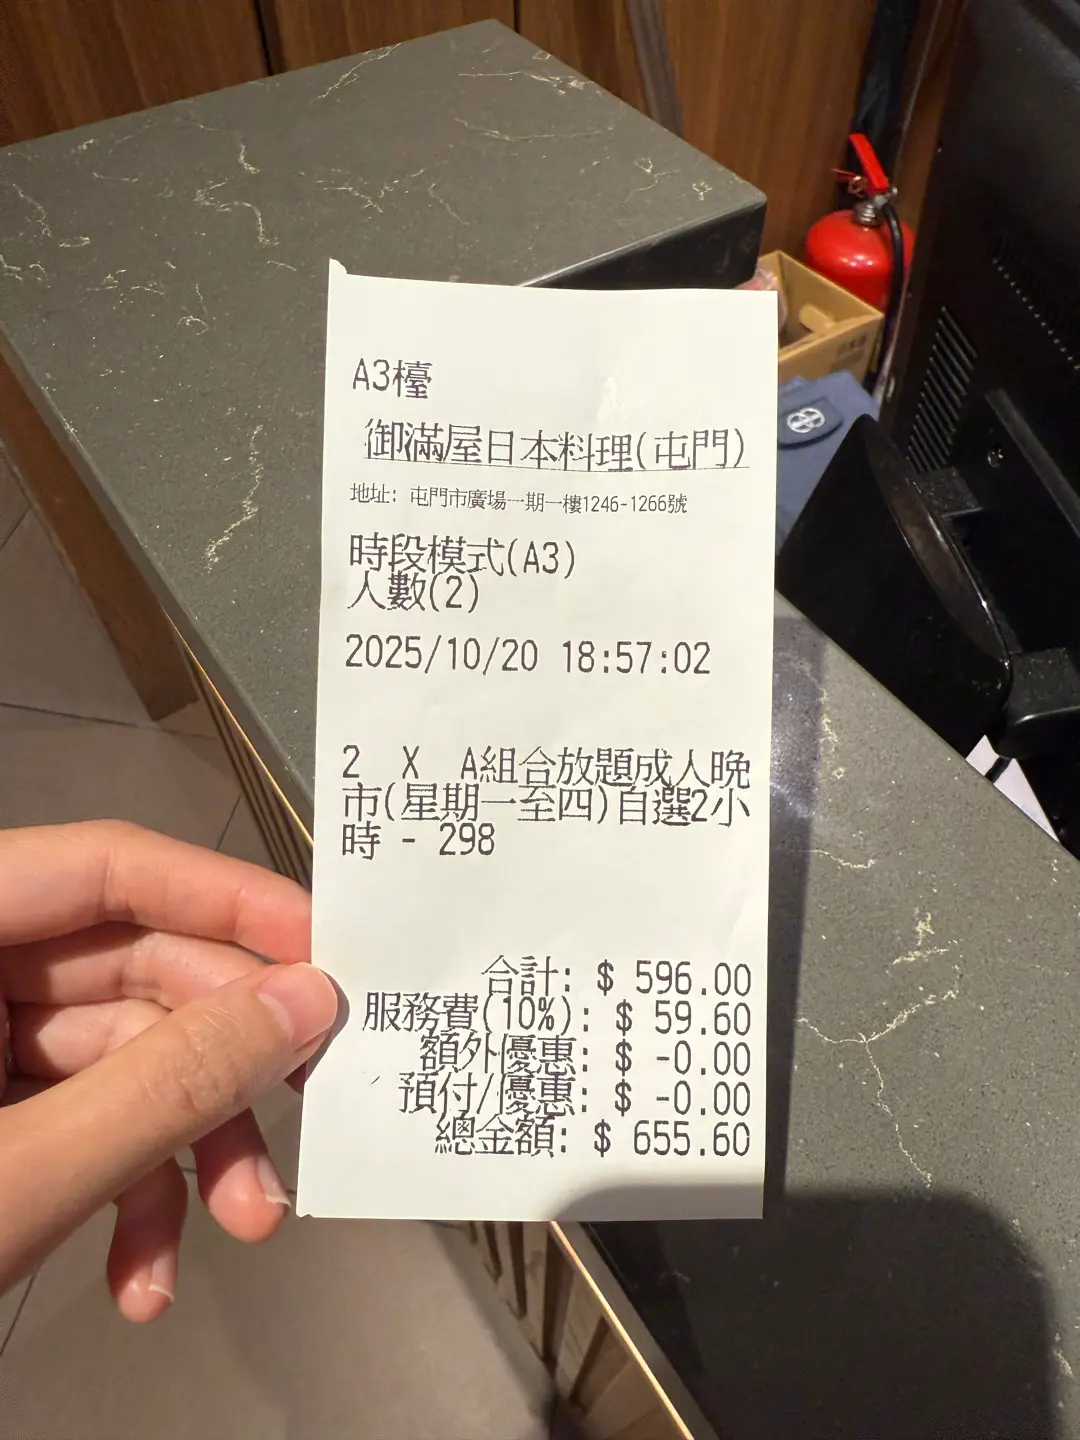 A3檯
御滿屋日本料理(屯門)
地址: 屯門市廣場一期一樓1246-1266號
時段模式(A3)
人數(2)
2025/10/20 18:57:02
2 X A組合放題成人晚
市(星期一至四)自選2小
時 - 298
合計: $ 596.00
服務費(10%): $ 59.60
額外優惠: $ -0.00
預付/優惠: $ -0.00
總金額: $ 655.60